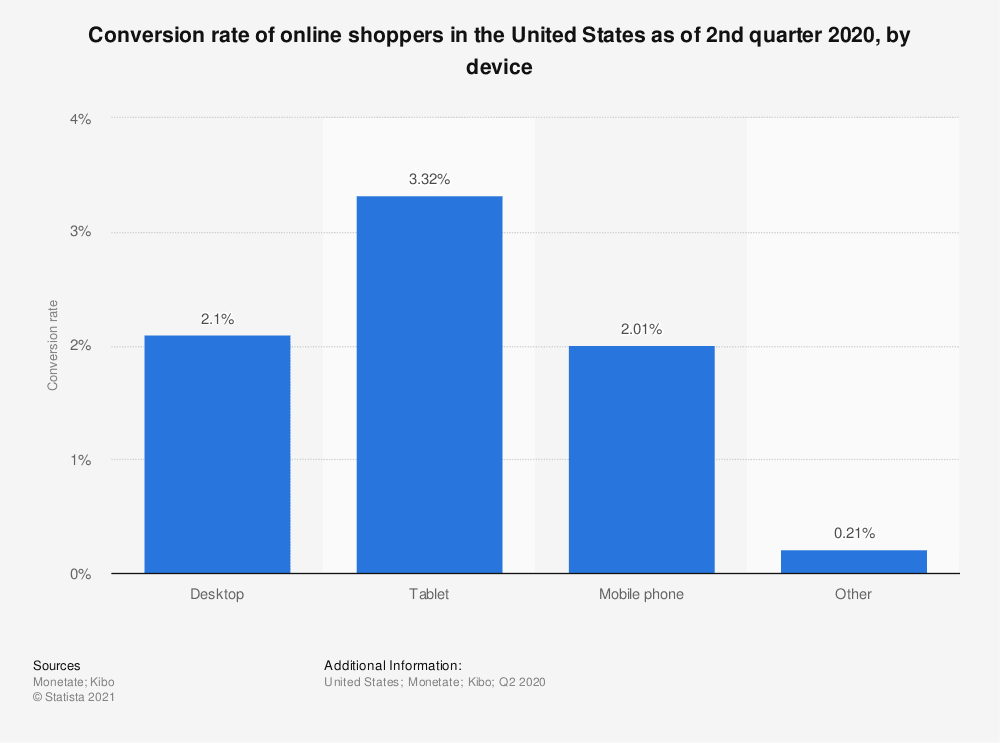 Conversion rate of online shoppers in the United States as of 2nd quarter 2020, by
device
4%
3%
2%
1%
0%
Conversion rate
2.1%
3.32%
2.01%
0.21%
Desktop
Tablet
Mobile phone
Other
Sources
Monetate; Kibo
© Statista 2021
Additional Information:
United States; Monetate; Kibo; Q2 2020